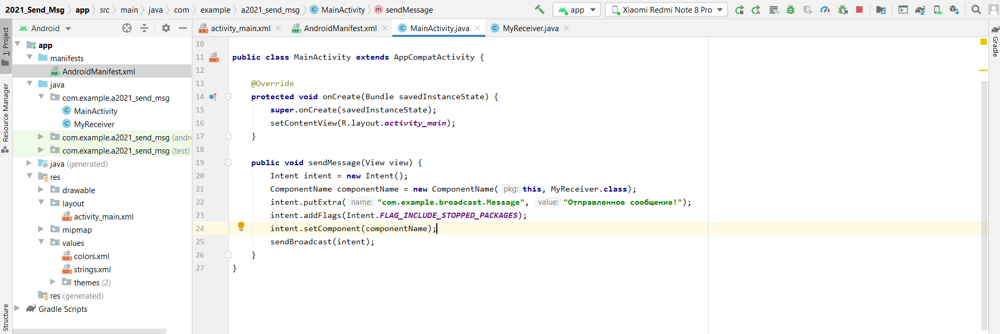 2021_Send_Msg app src main java com example a2021_send_msg MainActivity sendMessage app Xiaomi Redmi Note 8 Pro
Android
activity_main.xml AndroidManifest.xml MainActivity.java MyReceiver.java
1: Project
Resource Manager
Structure
app
manifests
AndroidManifest.xml
java
com.example.a2021_send_msg
MainActivity
MyReceiver
com.example.a2021_send_msg (andr
com.example.a2021_send_msg (test)
java (generated)
res
drawable
layout
activity_main.xml
mipmap
values
colors.xml
strings.xml
themes (2)
res (generated)
Gradle Scripts
10
11 public class MainActivity extends AppCompatActivity {
12
13 @Override
14 protected void onCreate(Bundle savedInstanceState) {
15 super.onCreate(savedInstanceState);
16 setContentView(R.layout.activity_main);
17 }
18
19 public void sendMessage(View view) {
20 Intent intent = new Intent();
21 ComponentName componentName = new ComponentName( pkg: this, MyReceiver.class);
22 intent.putExtra( name: "com.example.broadcast.Message", value: "Отправленное сообщение!");
23 intent.addFlags(Intent.FLAG_INCLUDE_STOPPED_PACKAGES);
24 intent.setComponent(componentName);
25 sendBroadcast(intent);
26 }
27 }
Gradle